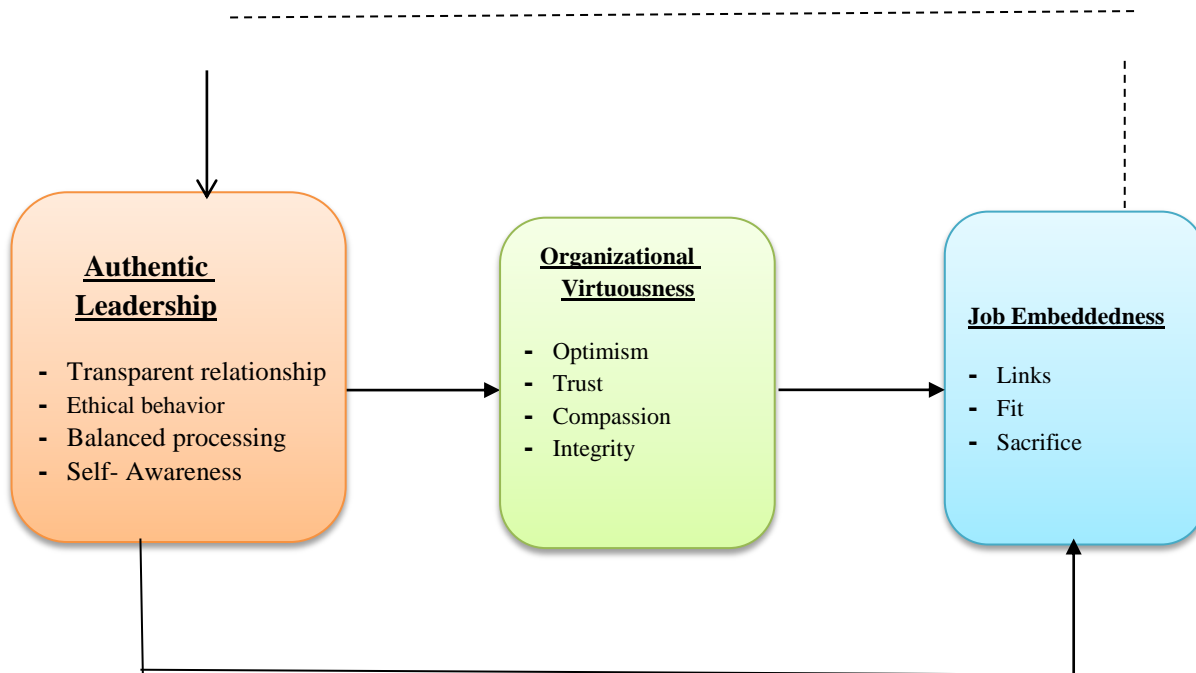 Authentic
Leadership
- Transparent relationship
- Ethical behavior
- Balanced processing
- Self- Awareness
Organizational
Virtuousness
- Optimism
- Trust
- Compassion
- Integrity
Job Embeddedness
- Links
- Fit
- Sacrifice